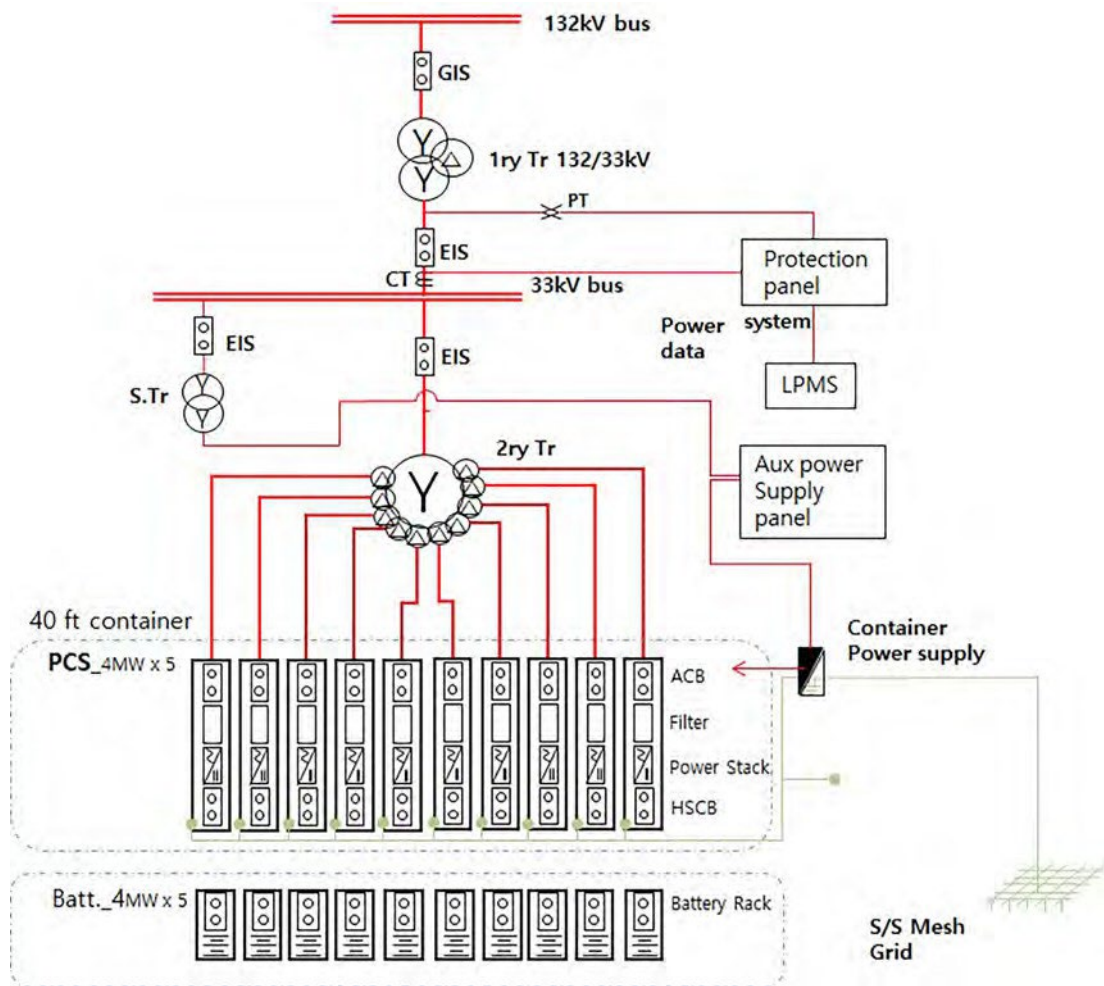 132kV bus
GIS
Y
Y
1ry Tr 132/33kV
PT
EIS
CT
33kV bus
Protection
panel
Power
data
system
EIS
EIS
LPMS
S.Tr
Y
Y
2ry Tr
Y
Aux power
Supply
panel
40 ft container
Container
Power supply
PCS_4MW x 5
ACB
Filter
Power Stack
HSCB
Batt._4MW x 5
Battery Rack
S/S Mesh
Grid